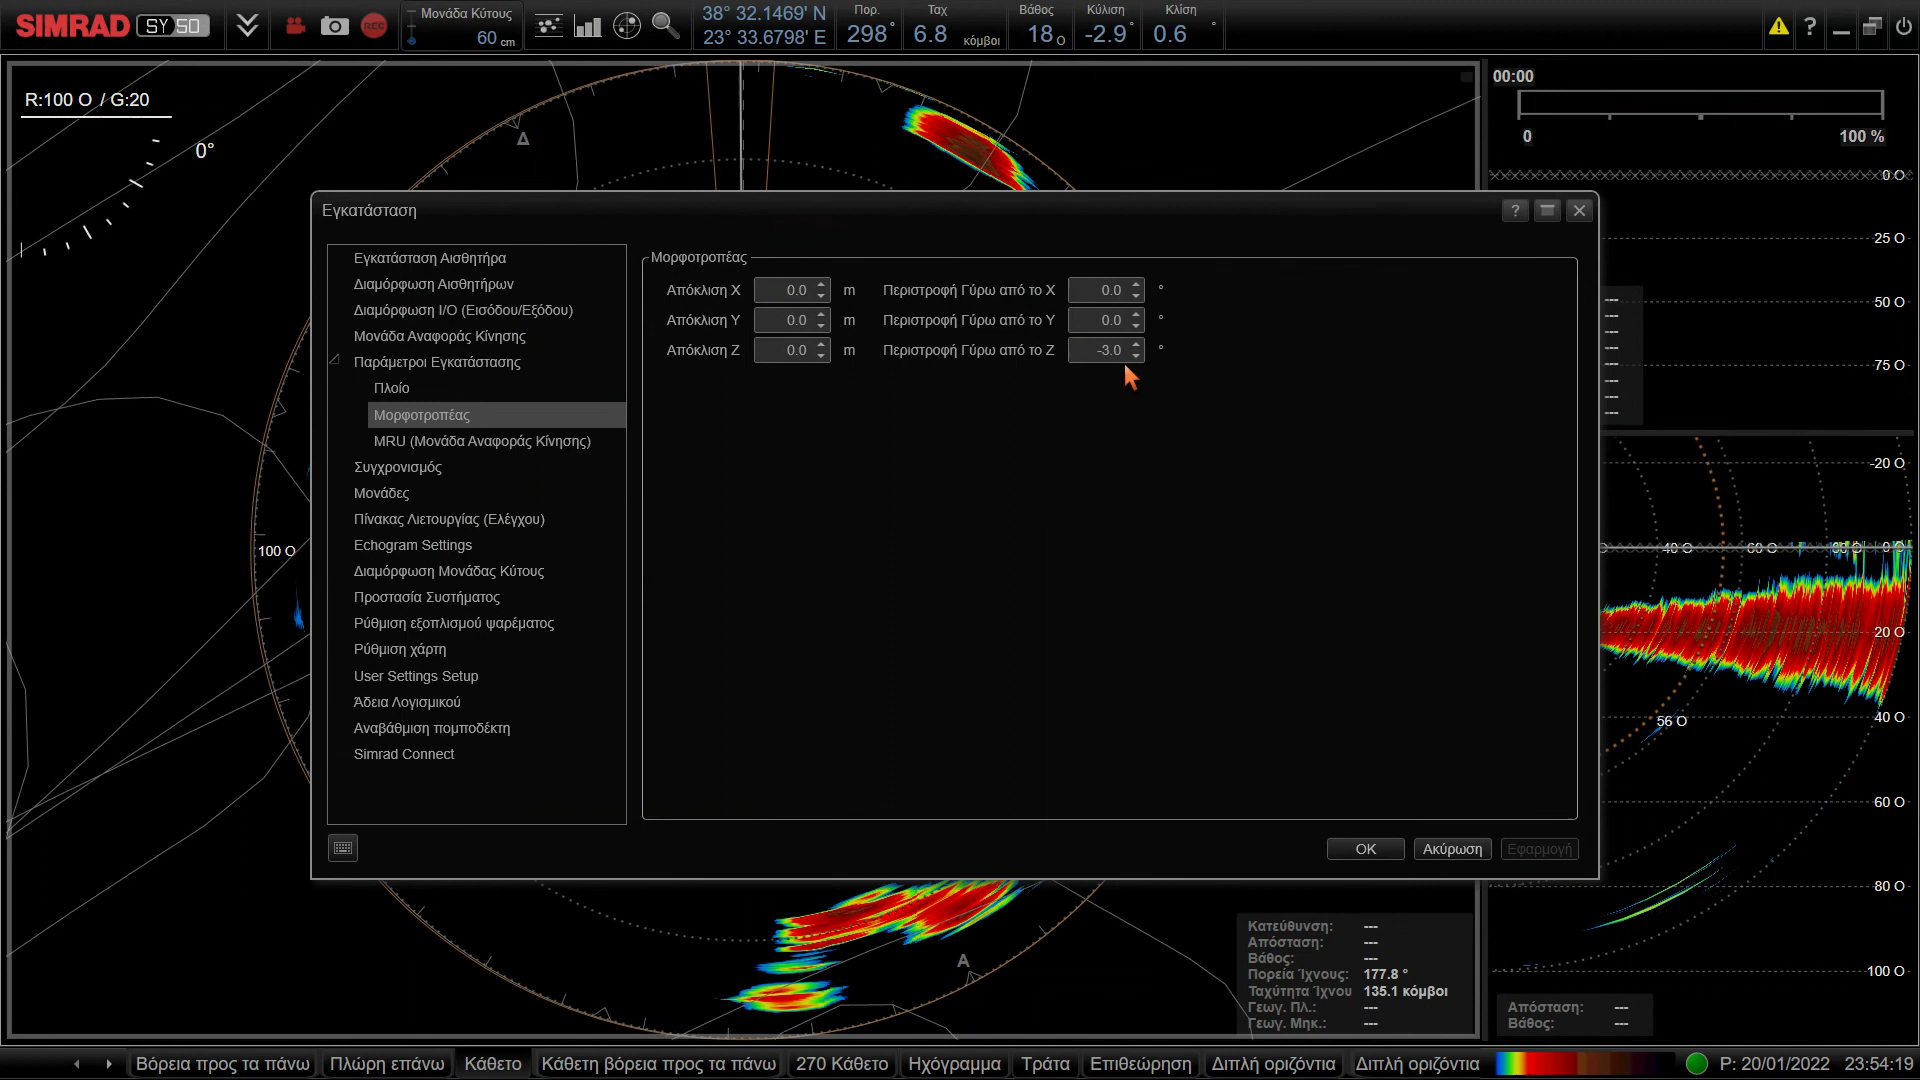 SIMRAD SY 50
REC
Μονάδα Κύτους
60 cm
38° 32.1469' N
23° 33.6798' E
Πορ.
298°
Ταχ
6.8 κόμβοι
Βάθος
18 Ο
Κύλιση
-2.9°
Κλίση
0.6°
?
R:100 Ο / G:20
0°
Δ
100 Ο
A
Εγκατάσταση
?
Εγκατάσταση Αισθητήρα
Διαμόρφωση Αισθητήρων
Διαμόρφωση I/O (Εισόδου/Εξόδου)
Μονάδα Αναφοράς Κίνησης
Παράμετροι Εγκατάστασης
Πλοίο
Μορφοτροπέας
MRU (Μονάδα Αναφοράς Κίνησης)
Συγχρονισμός
Μονάδες
Πίνακας Λιετουργίας (Ελέγχου)
Echogram Settings
Διαμόρφωση Μονάδας Κύτους
Προστασία Συστήματος
Ρύθμιση εξοπλισμού ψαρέματος
Ρύθμιση χάρτη
User Settings Setup
Άδεια Λογισμικού
Αναβάθμιση πομποδέκτη
Simrad Connect
Μορφοτροπέας
Απόκλιση X 0.0 m Περιστροφή Γύρω από το X 0.0 °
Απόκλιση Y 0.0 m Περιστροφή Γύρω από το Y 0.0 °
Απόκλιση Z 0.0 m Περιστροφή Γύρω από το Z -3.0 °
OK
Ακύρωση
Εφαρμογή
00:00
0
100 %
0 Ο
25 Ο
50 Ο
75 Ο
---
---
---
---
---
---
---
---
-20 Ο
40 Ο
60 Ο
80 Ο
0 Ο
20 Ο
40 Ο
56 Ο
60 Ο
80 Ο
100 Ο
Κατεύθυνση: ---
Απόσταση: ---
Βάθος: ---
Πορεία Ίχνους: 177.8 °
Ταχύτητα Ίχνου 135.1 κόμβοι
Γεωγ. Πλ.: ---
Γεωγ. Μηκ.: ---
Απόσταση: ---
Βάθος: ---
Βόρεια προς τα πάνω
Πλώρη επάνω
Κάθετο
Κάθετη βόρεια προς τα πάνω
270 Κάθετο
Ηχόγραμμα
Τράτα
Επιθεώρηση
Διπλή οριζόντια
Διπλή οριζόντια
P: 20/01/2022 23:54:19